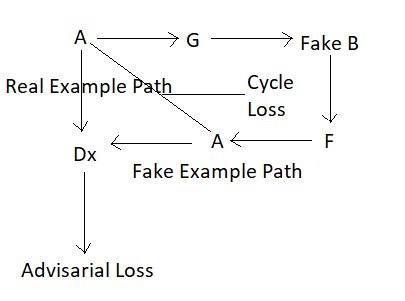 A
G
Fake B
Real Example Path
Cycle
Loss
Dx
A
F
Fake Example Path
Advisarial Loss